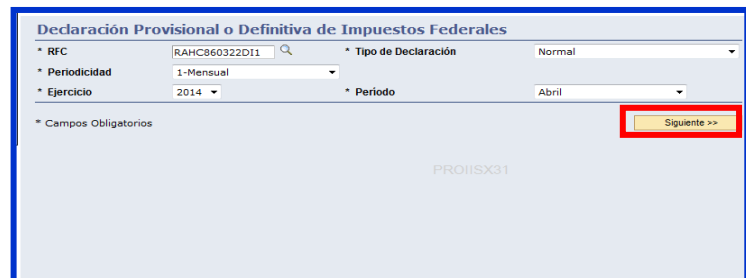 Declaración Provisional o Definitiva de Impuestos Federales
* RFC RAHC860322DI1 * Tipo de Declaración Normal
* Periodicidad 1-Mensual
* Ejercicio 2014 * Periodo Abril
* Campos Obligatorios Siguiente >>
PROIISX31